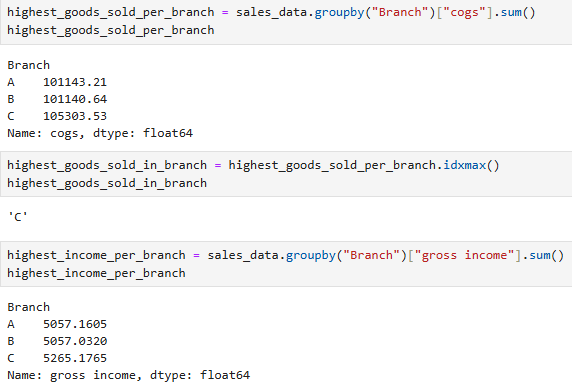 highest_goods_sold_per_branch = sales_data.groupby("Branch")["cogs"].sum()
highest_goods_sold_per_branch
Branch
A    101143.21
B    101140.64
C    105303.53
Name: cogs, dtype: float64
highest_goods_sold_in_branch = highest_goods_sold_per_branch.idxmax()
highest_goods_sold_in_branch
'C'
highest_income_per_branch = sales_data.groupby("Branch")["gross income"].sum()
highest_income_per_branch
Branch
A    5057.1605
B    5057.0320
C    5265.1765
Name: gross income, dtype: float64